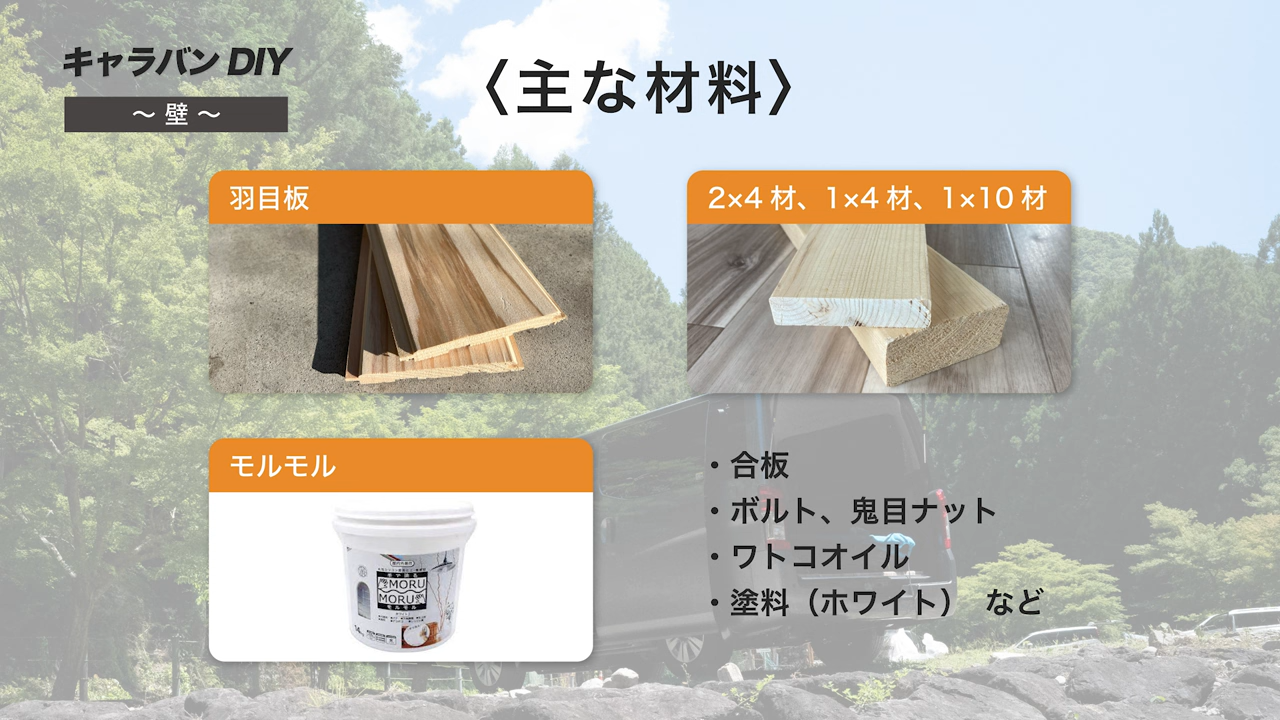 キャラバン DIY
〜 壁 〜
〈主な材料〉
羽目板
2×4 材、1×4 材、1×10 材
モルモル
MORU
MORU
モルモル
14
・合板
・ボルト、鬼目ナット
・ワトコオイル
・塗料（ホワイト） など